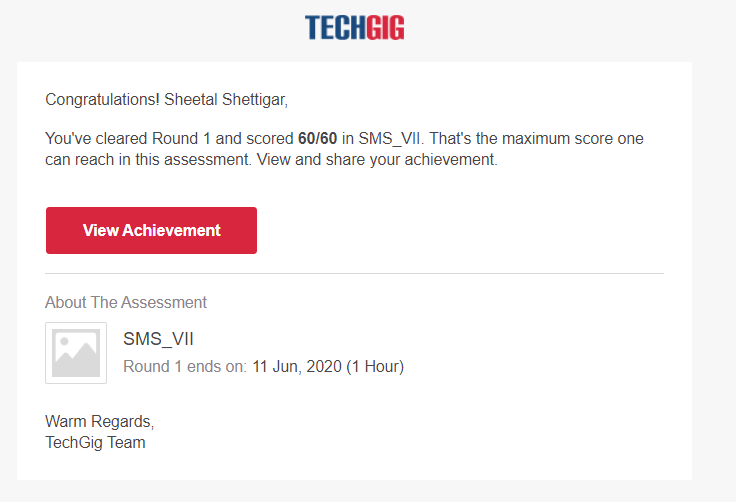 TECHGIG
Congratulations! Sheetal Shettigar,
You've cleared Round 1 and scored 60/60 in SMS_VII. That's the maximum score one
can reach in this assessment. View and share your achievement.
View Achievement
About The Assessment
SMS_VII
Round 1 ends on: 11 Jun, 2020 (1 Hour)
Warm Regards,
TechGig Team